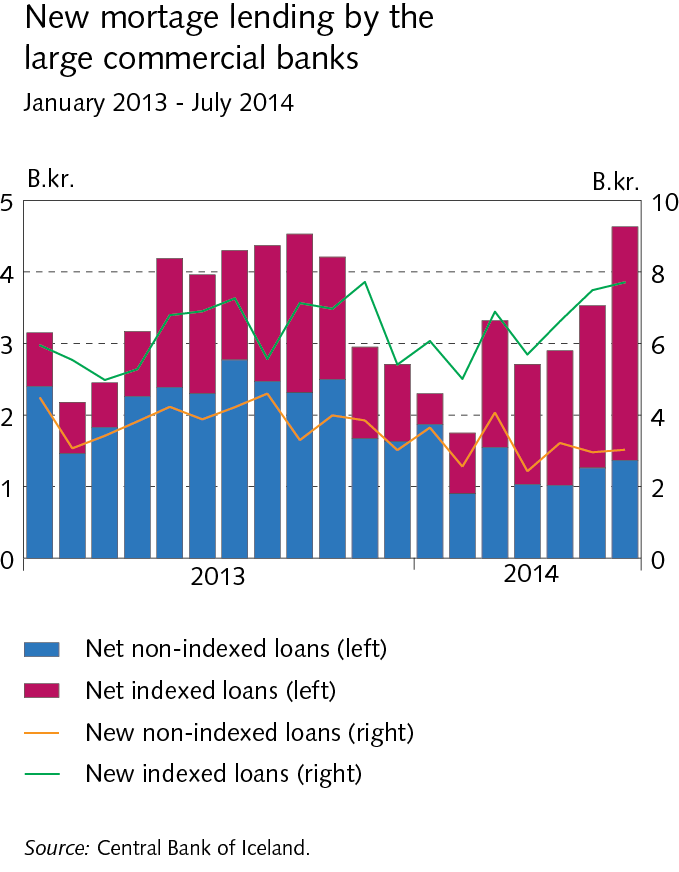 New mortage lending by the
large commercial banks
January 2013 - July 2014
B.kr.
B.kr.
5
10
4
8
3
6
2
4
1
2
0
0
2013
2014
Net non-indexed loans (left)
Net indexed loans (left)
New non-indexed loans (right)
New indexed loans (right)
Source: Central Bank of Iceland.